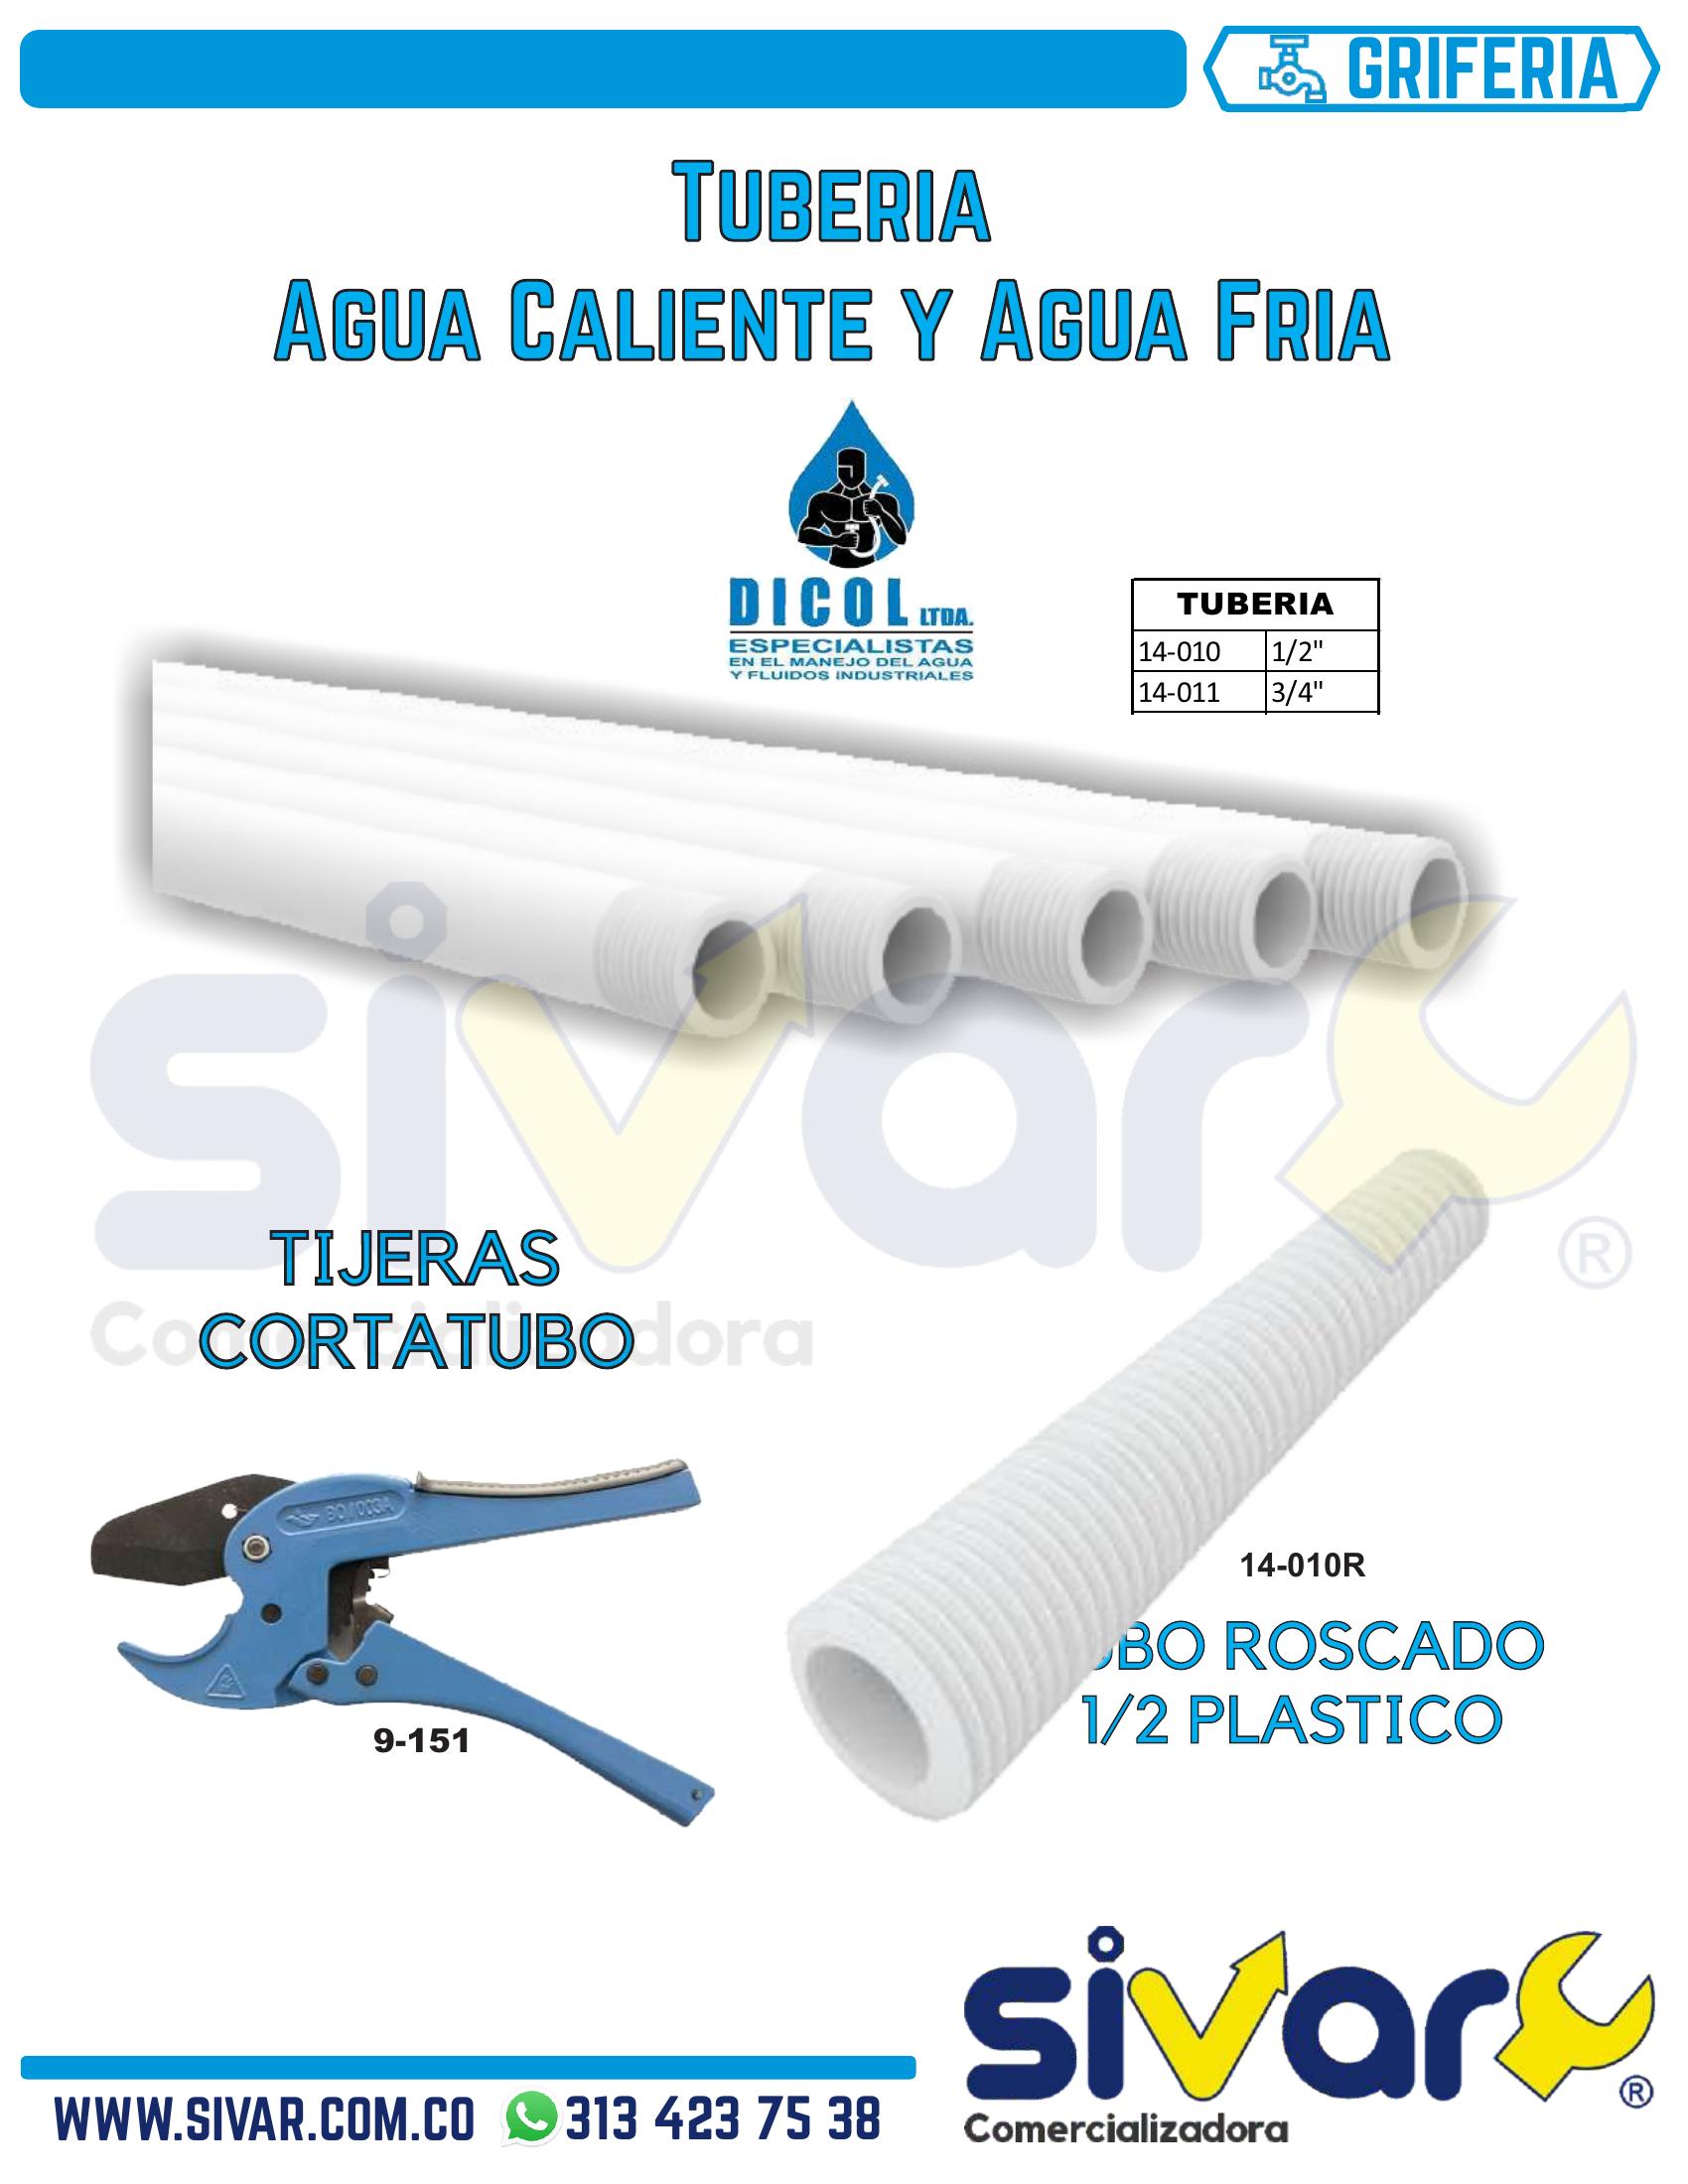 GRIFERIA
TUBERIA
AGUA CALIENTE Y AGUA FRIA
DICOL LTDA.
ESPECIALISTAS
EN EL MANEJO DEL AGUA
Y FLUIDOS INDUSTRIALES
TUBERIA
14-010 1/2"
14-011 3/4"
sivar
®
Comercializadora
TIJERAS
CORTATUBO
9-151
14-010R
BO ROSCADO
1/2 PLASTICO
sivar
®
Comercializadora
WWW.SIVAR.COM.CO 313 423 75 38